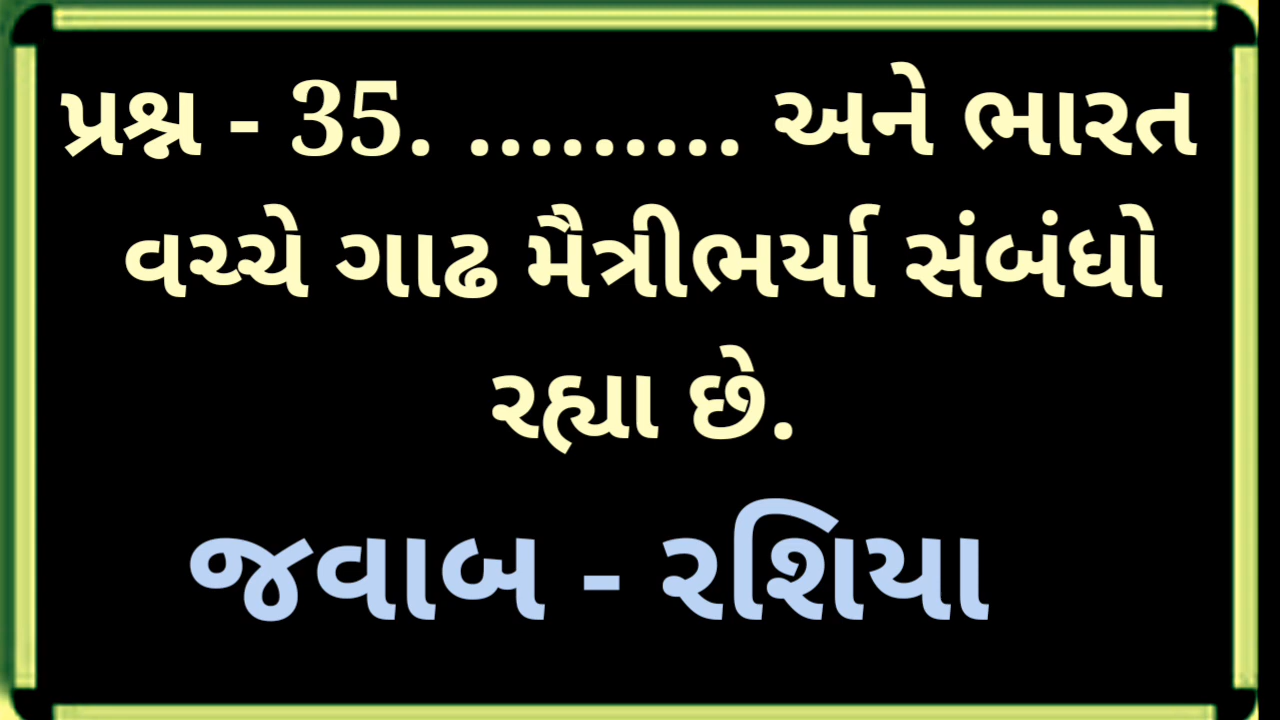 પ્રશ્ન - 35. ......... અને ભારત
વચ્ચે ગાઢ મૈત્રીભર્યા સંબંધો
રહ્યા છે.
જવાબ - રશિયા